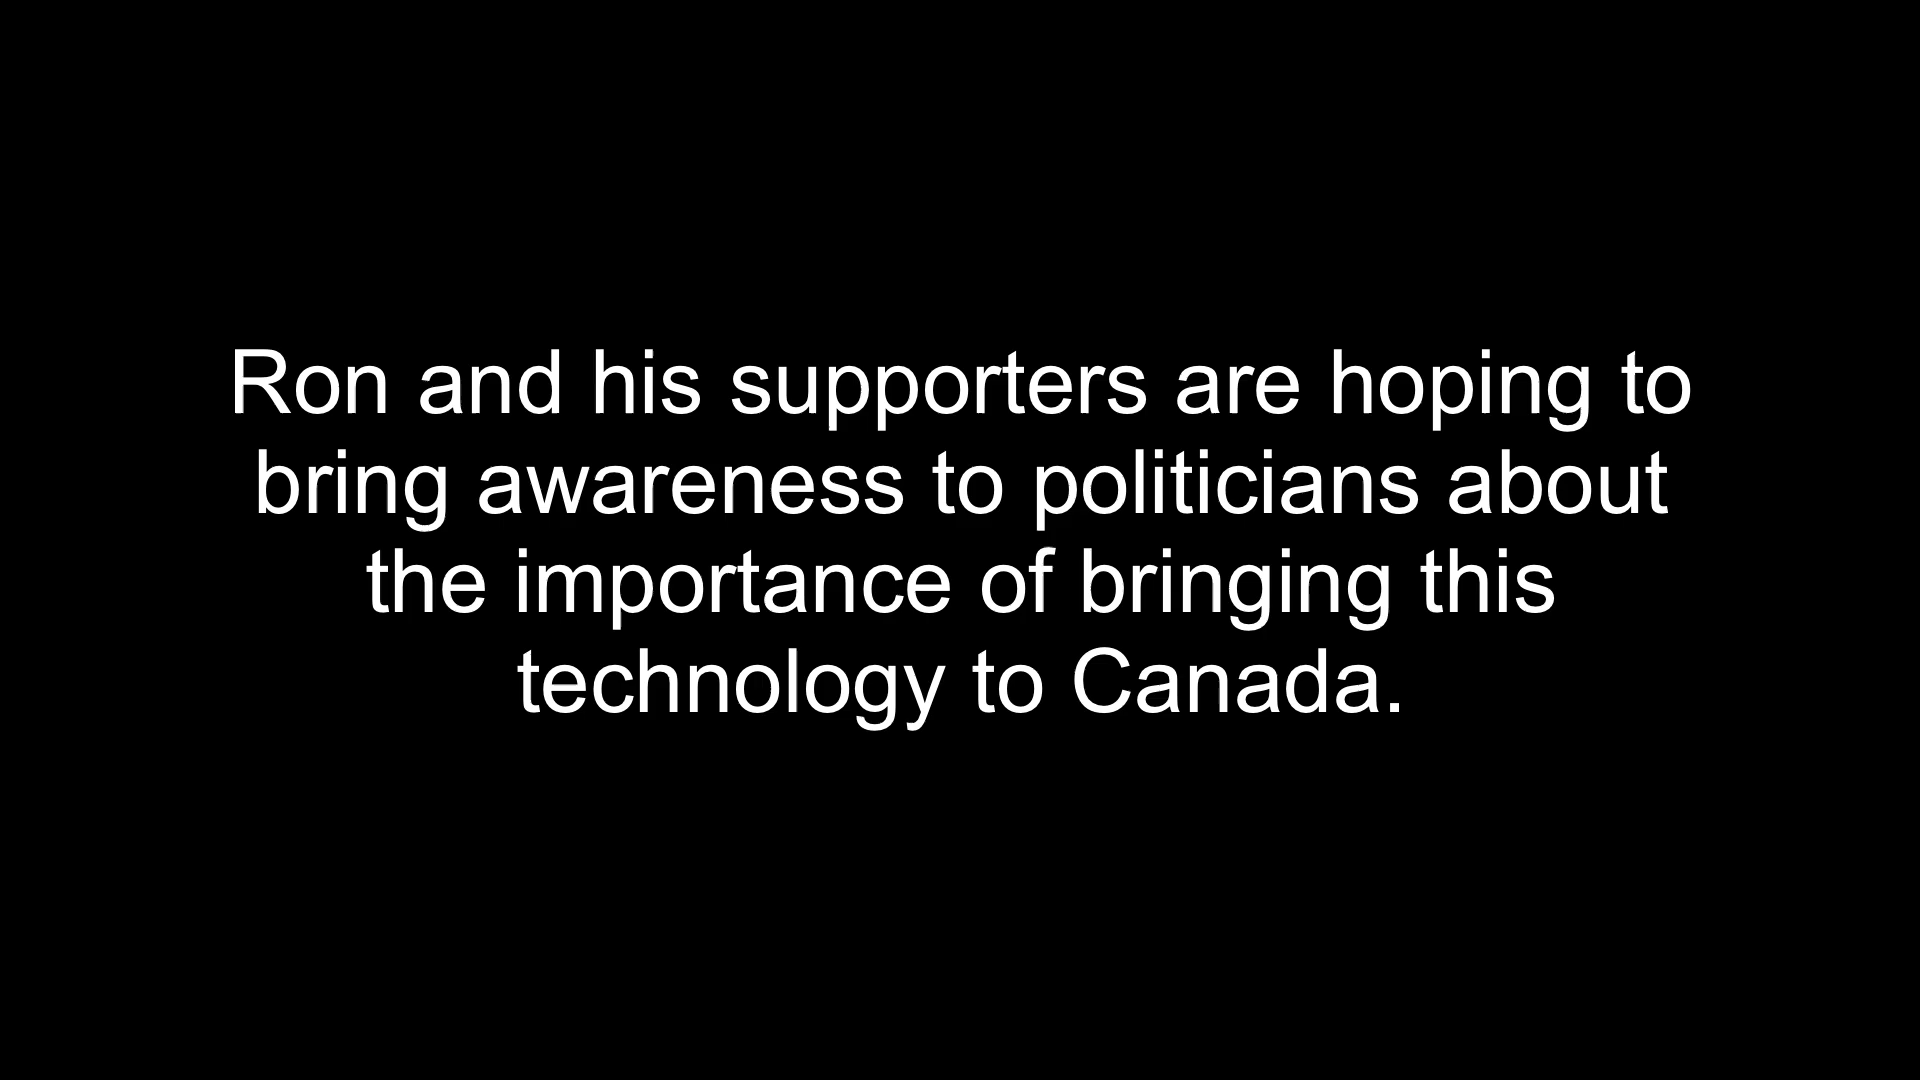 Ron and his supporters are hoping to
bring awareness to politicians about
the importance of bringing this
technology to Canada.